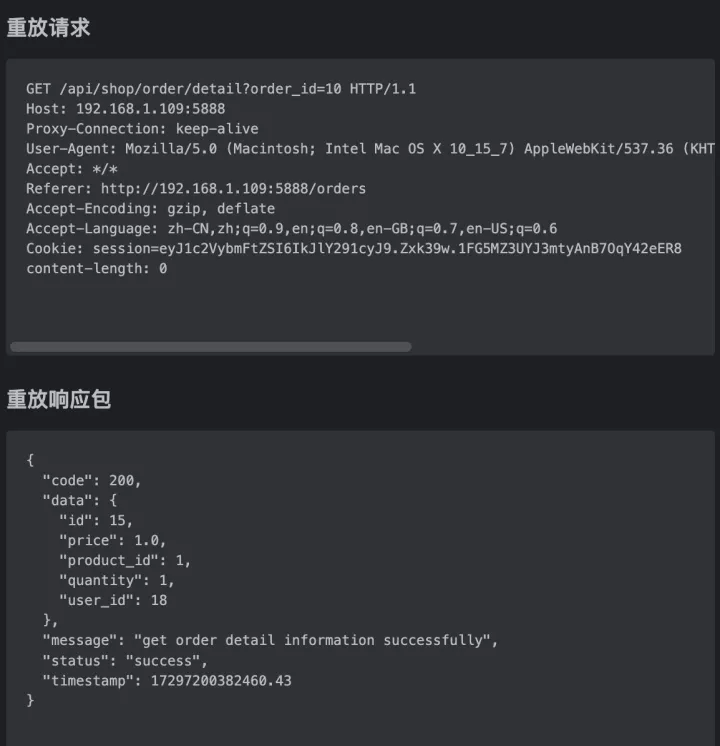 重放请求
GET /api/shop/order/detail?order_id=10 HTTP/1.1
Host: 192.168.1.109:5888
Proxy-Connection: keep-alive
User-Agent: Mozilla/5.0 (Macintosh; Intel Mac OS X 10_15_7) AppleWebKit/537.36 (KHT
Accept: */*
Referer: http://192.168.1.109:5888/orders
Accept-Encoding: gzip, deflate
Accept-Language: zh-CN,zh;q=0.9,en;q=0.8,en-GB;q=0.7,en-US;q=0.6
Cookie: session=eyJ1c2VybmFtZSI6IkJlY291cyJ9.Zxk39w.1FG5MZ3UYJ3mtyAnB7OqY42eER8
content-length: 0
重放响应包
{
"code": 200,
"data": {
"id": 15,
"price": 1.0,
"product_id": 1,
"quantity": 1,
"user_id": 18
},
"message": "get order detail information successfully",
"status": "success",
"timestamp": 17297200382460.43
}